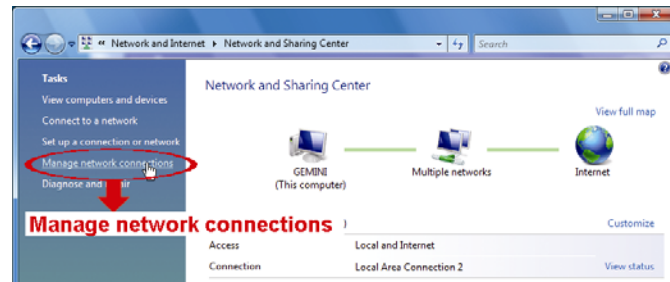 « Network and Internet ▸ Network and Sharing Center
Search
Tasks
View computers and devices
Connect to a network
Set up a connection or network
Manage network connections
Diagnose and
Manage network connections
Network and Sharing Center
View full map
GEMINI
(This computer)
Multiple networks
Internet
)
Customize
Access
Local and Internet
Connection
Local Area Connection 2
View status